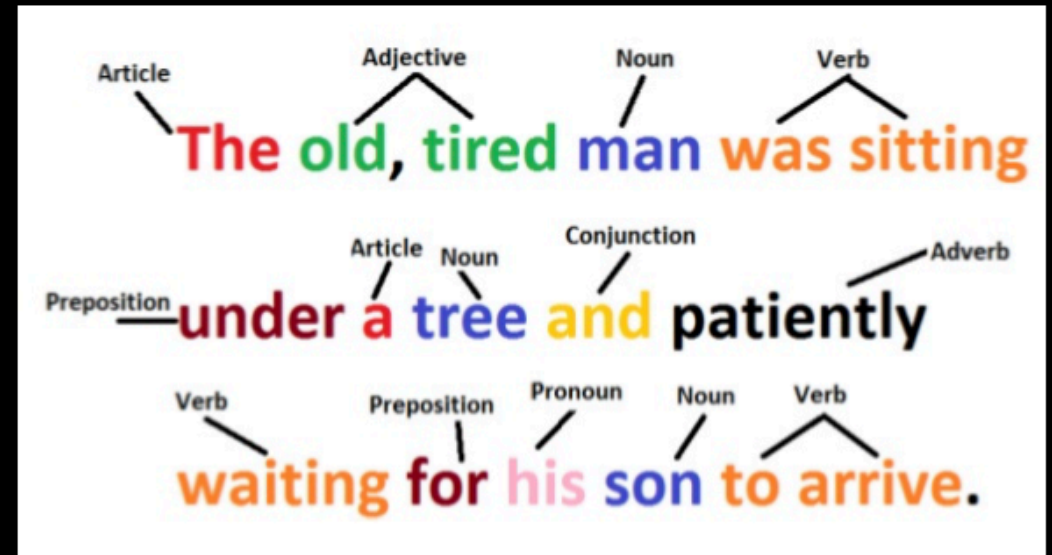 Article Adjective Noun Verb
The old, tired man was sitting
Article Noun Conjunction Adverb
Preposition under a tree and patiently
Verb Preposition Pronoun Noun Verb
waiting for his son to arrive.